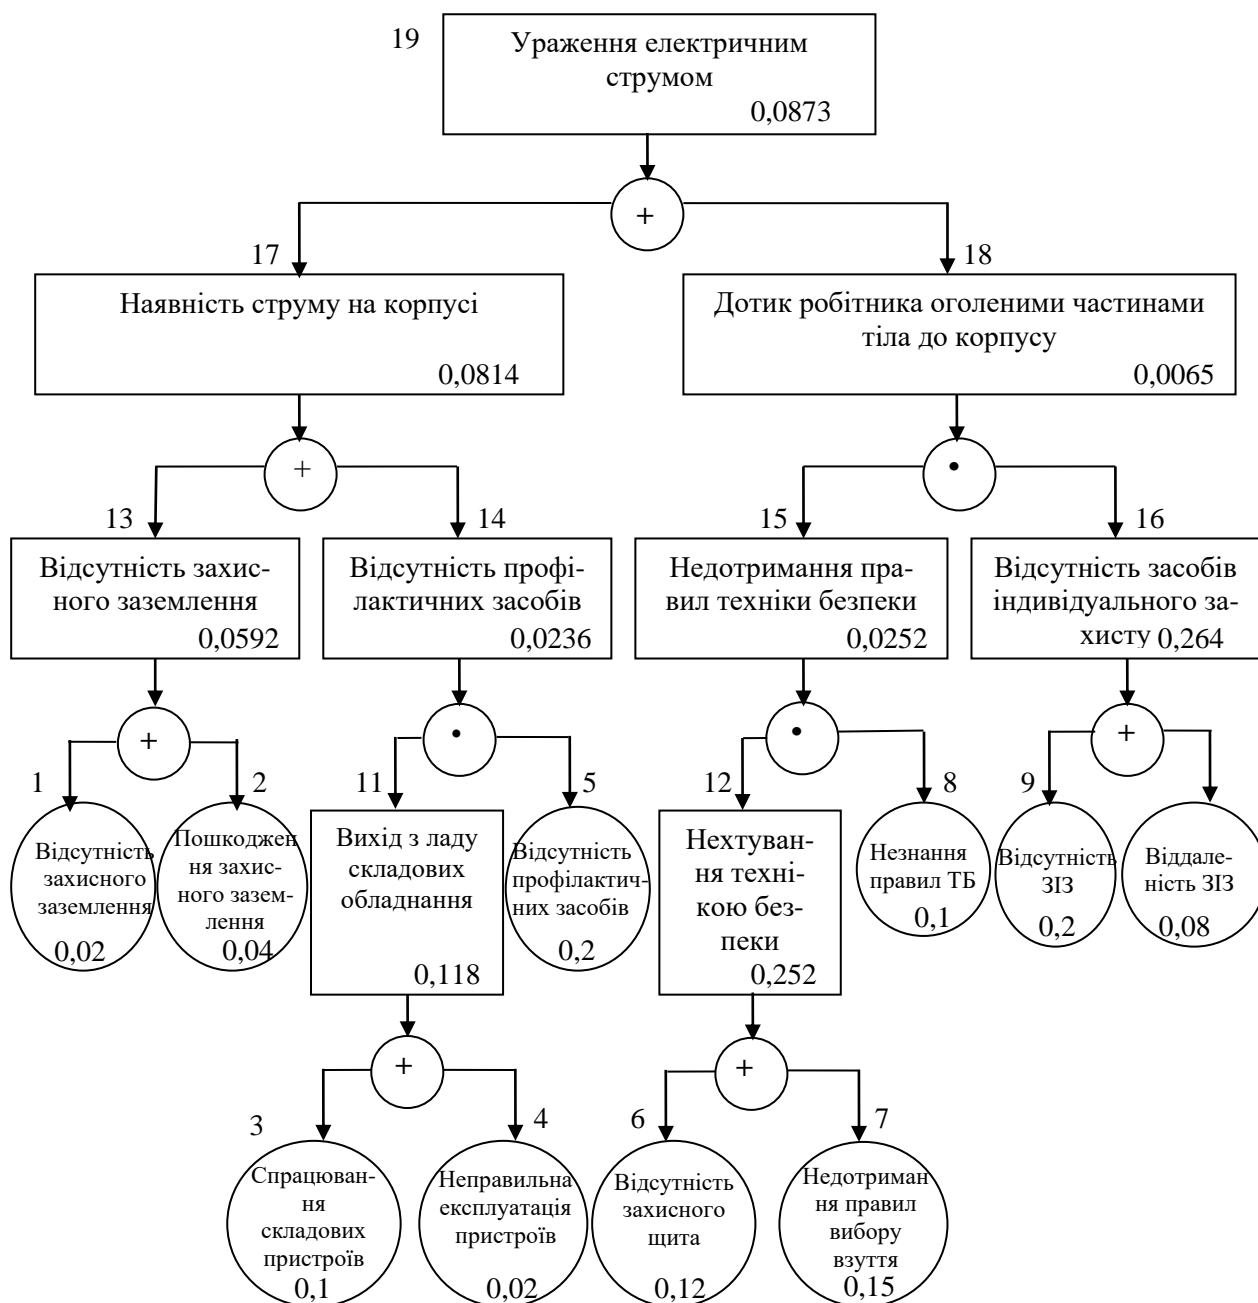 19
Ураження електричним
струмом
0,0873
+
17
18
Наявність струму на корпусі
0,0814
Дотик робітника оголеними частинами
тіла до корпусу
0,0065
+
•
13
14
15
16
Відсутність захис-
ного заземлення
0,0592
Відсутність профі-
лактичних засобів
0,0236
Недотримання пра-
вил техніки безпеки
0,0252
Відсутність засобів
індивідуального за-
хисту 0,264
+
•
•
+
1
2
11
5
12
8
9
Відсутність
захисного
заземлення
0,02
Пошкоджен
ня захис-
ного зазем-
лення
0,04
Вихід з ладу
складових
обладнання
0,118
Відсутність
профілактич-
них засобів
0,2
Нехтуван-
ня техні-
кою без-
пеки
0,252
Незнання
правил ТБ
0,1
Відсутність
ЗІЗ
0,2
Віддале-
ність ЗІЗ
0,08
+
+
3
4
6
7
Спрацюван-
ня
складових
пристроїв
0,1
Неправильна
експлуатація
пристроїв
0,02
Відсутність
захисного
щита
0,12
Недотриман
ня правил
вибору
взуття
0,15